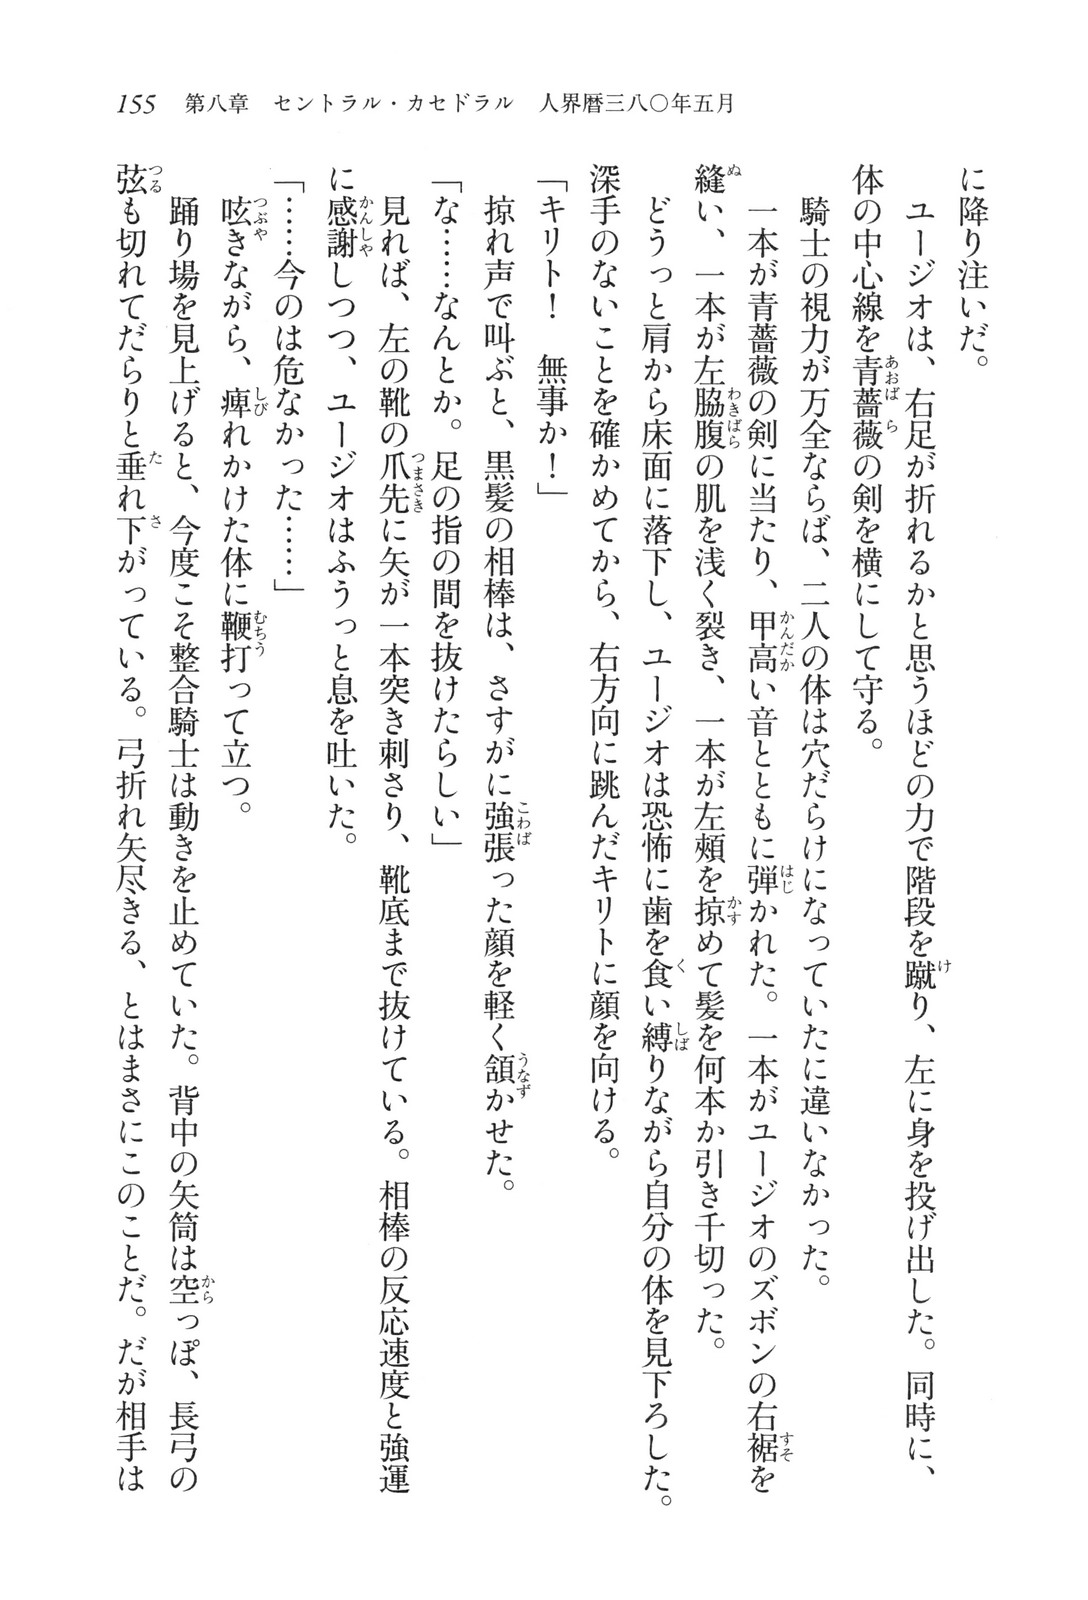 155 第八章 セントラル・カセドラル 人界暦三八〇年五月
に降り注いだ。
ユージオは、右足が折れるかと思うほどの力で階段を蹴り、左に身を投げ出した。同時に、
体の中心線を青薔薇の剣を横にして守る。
騎士の視力が万全ならば、二人の体は穴だらけになっていたに違いなかった。
一本が青薔薇の剣に当たり、甲高い音とともに弾かれた。一本がユージオのズボンの右裾を
縫い、一本が左脇腹の肌を浅く裂き、一本が左頰を掠めて髪を何本か引き千切った。
どうっと肩から床面に落下し、ユージオは恐怖に歯を食い縛りながら自分の体を見下ろした。
深手のないことを確かめてから、右方向に跳んだキリトに顔を向ける。
「キリト！　無事か！」
掠れ声で叫ぶと、黒髪の相棒は、さすがに強張った顔を軽く頷かせた。
「な……なんとか。足の指の間を抜けたらしい」
見れば、左の靴の爪先に矢が一本突き刺さり、靴底まで抜けている。相棒の反応速度と強運
に感謝しつつ、ユージオはふうっと息を吐いた。
「……今のは危なかった……」
呟きながら、痺れかけた体に鞭打って立つ。
踊り場を見上げると、今度こそ整合騎士は動きを止めていた。背中の矢筒は空っぽ、長弓の
弦も切れてだらりと垂れ下がっている。弓折れ矢尽きる、とはまさにこのことだ。だが相手は